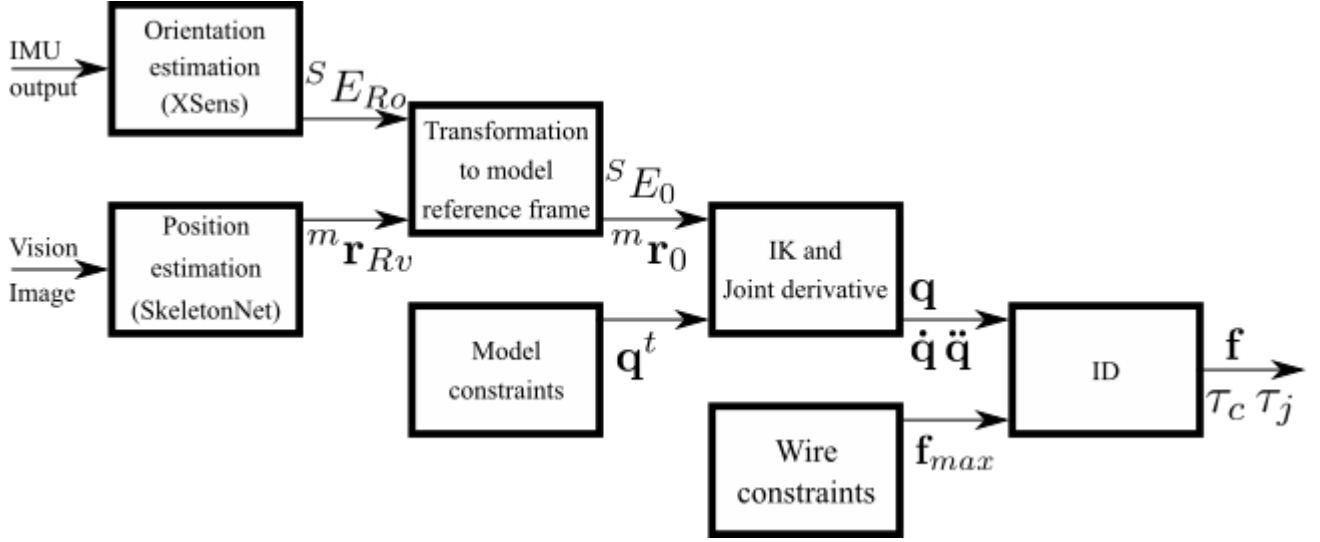 IMU
output
Orientation
estimation
(XSens)
^S E_{Ro}
Vision
Image
Position
estimation
(SkeletonNet)
^m r_{Rv}
Transformation
to model
reference frame
^S E_0
^m r_0
Model
constraints
q^t
IK and
Joint derivative
q
q̇ q̈
Wire
constraints
f_{max}
ID
f
τ_c τ_j